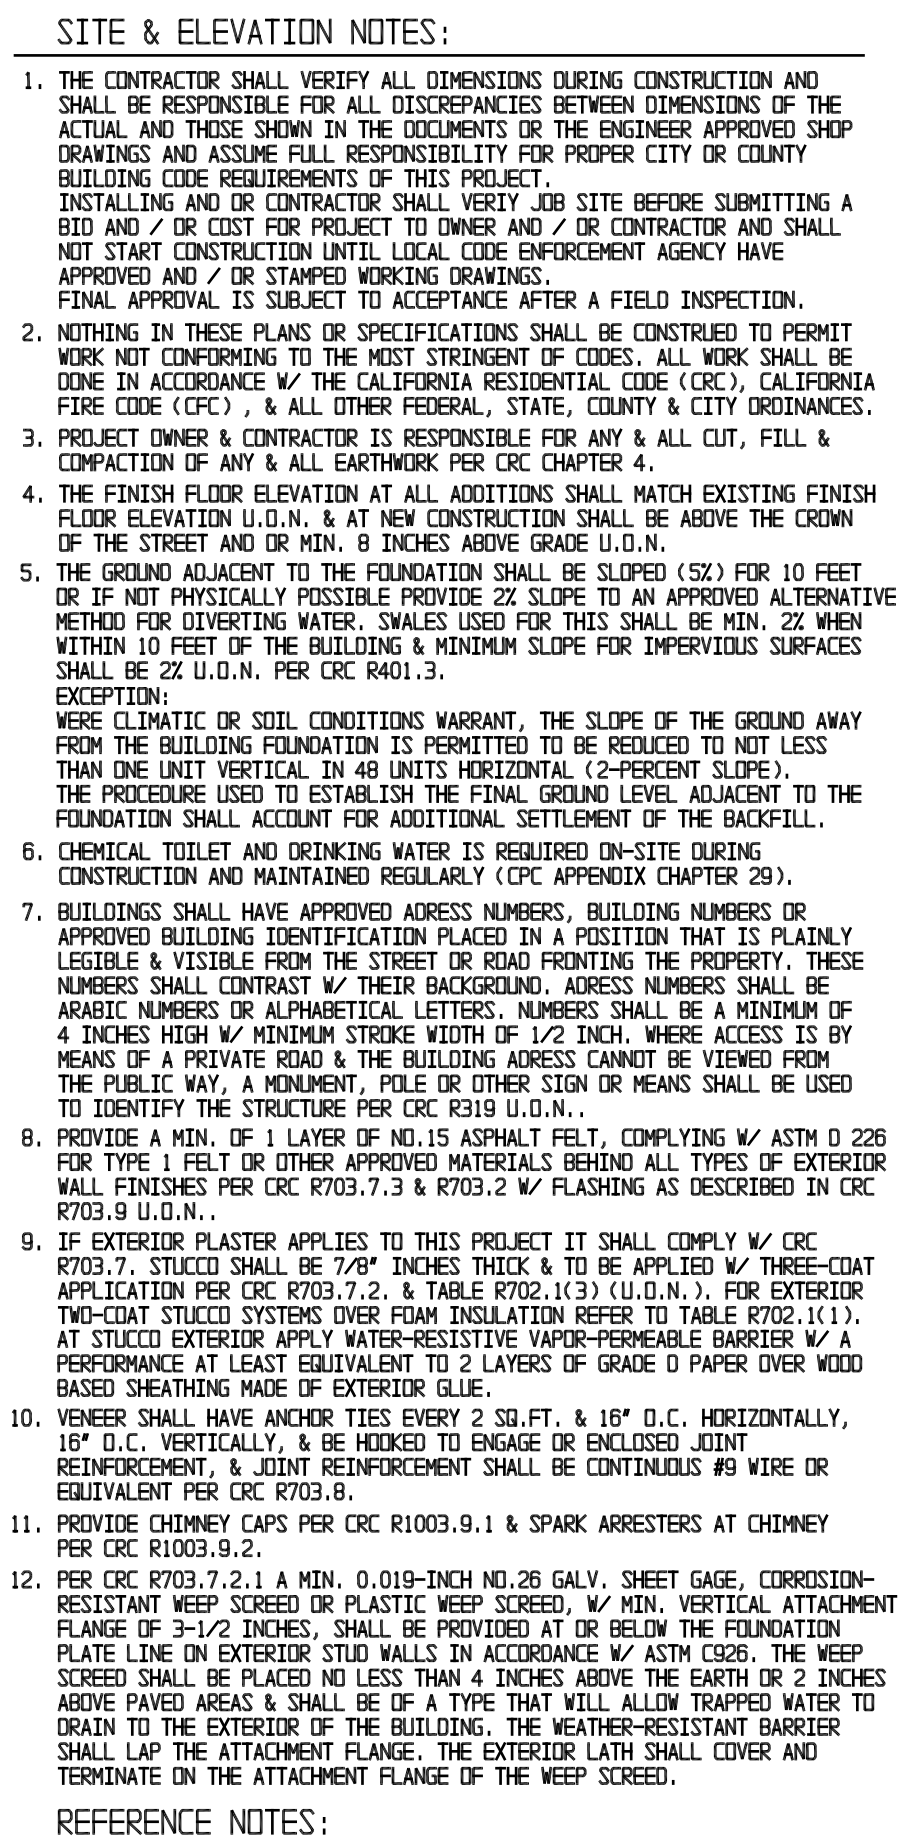 SITE & ELEVATION NOTES:
1. THE CONTRACTOR SHALL VERIFY ALL DIMENSIONS DURING CONSTRUCTION AND
SHALL BE RESPONSIBLE FOR ALL DISCREPANCIES BETWEEN DIMENSIONS OF THE
ACTUAL AND THOSE SHOWN IN THE DOCUMENTS OR THE ENGINEER APPROVED SHOP
DRAWINGS AND ASSUME FULL RESPONSIBILITY FOR PROPER CITY OR COUNTY
BUILDING CODE REQUIREMENTS OF THIS PROJECT.
INSTALLING AND OR CONTRACTOR SHALL VERIY JOB SITE BEFORE SUBMITTING A
BID AND / OR COST FOR PROJECT TO OWNER AND / OR CONTRACTOR AND SHALL
NOT START CONSTRUCTION UNTIL LOCAL CODE ENFORCEMENT AGENCY HAVE
APPROVED AND / OR STAMPED WORKING DRAWINGS.
FINAL APPROVAL IS SUBJECT TO ACCEPTANCE AFTER A FIELD INSPECTION.
2. NOTHING IN THESE PLANS OR SPECIFICATIONS SHALL BE CONSTRUED TO PERMIT
WORK NOT CONFORMING TO THE MOST STRINGENT OF CODES. ALL WORK SHALL BE
DONE IN ACCORDANCE W/ THE CALIFORNIA RESIDENTIAL CODE (CRC), CALIFORNIA
FIRE CODE (CFC) , & ALL OTHER FEDERAL, STATE, COUNTY & CITY ORDINANCES.
3. PROJECT OWNER & CONTRACTOR IS RESPONSIBLE FOR ANY & ALL CUT, FILL &
COMPACTION OF ANY & ALL EARTHWORK PER CRC CHAPTER 4.
4. THE FINISH FLOOR ELEVATION AT ALL ADDITIONS SHALL MATCH EXISTING FINISH
FLOOR ELEVATION U.O.N. & AT NEW CONSTRUCTION SHALL BE ABOVE THE CROWN
OF THE STREET AND OR MIN. 8 INCHES ABOVE GRADE U.O.N.
5. THE GROUND ADJACENT TO THE FOUNDATION SHALL BE SLOPED (5%) FOR 10 FEET
OR IF NOT PHYSICALLY POSSIBLE PROVIDE 2% SLOPE TO AN APPROVED ALTERNATIVE
METHOD FOR DIVERTING WATER. SWALES USED FOR THIS SHALL BE MIN. 2% WHEN
WITHIN 10 FEET OF THE BUILDING & MINIMUM SLOPE FOR IMPERVIOUS SURFACES
SHALL BE 2% U.O.N. PER CRC R401.3.
EXCEPTION:
WERE CLIMATIC OR SOIL CONDITIONS WARRANT, THE SLOPE OF THE GROUND AWAY
FROM THE BUILDING FOUNDATION IS PERMITTED TO BE REDUCED TO NOT LESS
THAN ONE UNIT VERTICAL IN 48 UNITS HORIZONTAL (2-PERCENT SLOPE).
THE PROCEDURE USED TO ESTABLISH THE FINAL GROUND LEVEL ADJACENT TO THE
FOUNDATION SHALL ACCOUNT FOR ADDITIONAL SETTLEMENT OF THE BACKFILL.
6. CHEMICAL TOILET AND DRINKING WATER IS REQUIRED ON-SITE DURING
CONSTRUCTION AND MAINTAINED REGULARLY (CPC APPENDIX CHAPTER 29).
7. BUILDINGS SHALL HAVE APPROVED ADRESS NUMBERS, BUILDING NUMBERS OR
APPROVED BUILDING IDENTIFICATION PLACED IN A POSITION THAT IS PLAINLY
LEGIBLE & VISIBLE FROM THE STREET OR ROAD FRONTING THE PROPERTY. THESE
NUMBERS SHALL CONTRAST W/ THEIR BACKGROUND. ADRESS NUMBERS SHALL BE
ARABIC NUMBERS OR ALPHABETICAL LETTERS. NUMBERS SHALL BE A MINIMUM OF
4 INCHES HIGH W/ MINIMUM STROKE WIDTH OF 1/2 INCH. WHERE ACCESS IS BY
MEANS OF A PRIVATE ROAD & THE BUILDING ADRESS CANNOT BE VIEWED FROM
THE PUBLIC WAY, A MONUMENT, POLE OR OTHER SIGN OR MEANS SHALL BE USED
TO IDENTIFY THE STRUCTURE PER CRC R319 U.O.N..
8. PROVIDE A MIN. OF 1 LAYER OF NO.15 ASPHALT FELT, COMPLYING W/ ASTM D 226
FOR TYPE 1 FELT OR OTHER APPROVED MATERIALS BEHIND ALL TYPES OF EXTERIOR
WALL FINISHES PER CRC R703.7.3 & R703.2 W/ FLASHING AS DESCRIBED IN CRC
R703.9 U.O.N..
9. IF EXTERIOR PLASTER APPLIES TO THIS PROJECT IT SHALL COMPLY W/ CRC
R703.7. STUCCO SHALL BE 7/8" INCHES THICK & TO BE APPLIED W/ THREE-COAT
APPLICATION PER CRC R703.7.2. & TABLE R702.1(3) (U.O.N.). FOR EXTERIOR
TWO-COAT STUCCO SYSTEMS OVER FOAM INSULATION REFER TO TABLE R702.1(1).
AT STUCCO EXTERIOR APPLY WATER-RESISTIVE VAPOR-PERMEABLE BARRIER W/ A
PERFORMANCE AT LEAST EQUIVALENT TO 2 LAYERS OF GRADE D PAPER OVER WOOD
BASED SHEATHING MADE OF EXTERIOR GLUE.
10. VENEER SHALL HAVE ANCHOR TIES EVERY 2 SQ.FT. & 16" O.C. HORIZONTALLY,
16" O.C. VERTICALLY, & BE HOOKED TO ENGAGE OR ENCLOSED JOINT
REINFORCEMENT, & JOINT REINFORCEMENT SHALL BE CONTINUOUS #9 WIRE OR
EQUIVALENT PER CRC R703.8.
11. PROVIDE CHIMNEY CAPS PER CRC R1003.9.1 & SPARK ARRESTERS AT CHIMNEY
PER CRC R1003.9.2.
12. PER CRC R703.7.2.1 A MIN. 0.019-INCH NO.26 GALV. SHEET GAGE, CORROSION-
RESISTANT WEEP SCREED OR PLASTIC WEEP SCREED, W/ MIN. VERTICAL ATTACHMENT
FLANGE OF 3-1/2 INCHES, SHALL BE PROVIDED AT OR BELOW THE FOUNDATION
PLATE LINE ON EXTERIOR STUD WALLS IN ACCORDANCE W/ ASTM C926. THE WEEP
SCREED SHALL BE PLACED NO LESS THAN 4 INCHES ABOVE THE EARTH OR 2 INCHES
ABOVE PAVED AREAS & SHALL BE OF A TYPE THAT WILL ALLOW TRAPPED WATER TO
DRAIN TO THE EXTERIOR OF THE BUILDING. THE WEATHER-RESISTANT BARRIER
SHALL LAP THE ATTACHMENT FLANGE. THE EXTERIOR LATH SHALL COVER AND
TERMINATE ON THE ATTACHMENT FLANGE OF THE WEEP SCREED.
REFERENCE NOTES: